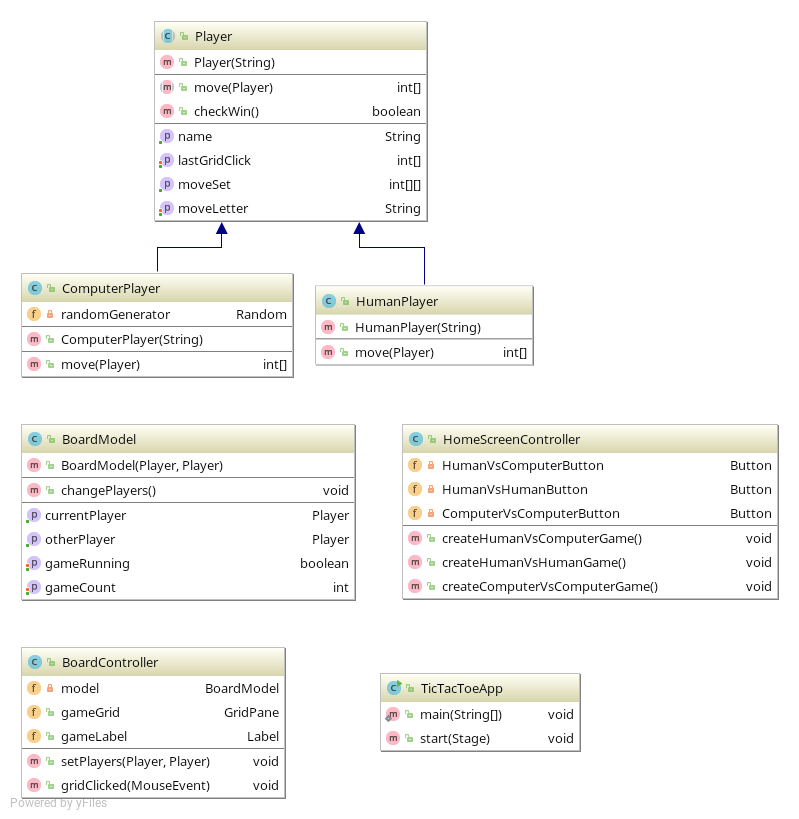 Player
Player(String)
move(Player) int[]
checkWin() boolean
name String
lastGridClick int[]
moveSet int[][]
moveLetter String
ComputerPlayer
randomGenerator Random
ComputerPlayer(String)
move(Player) int[]
HumanPlayer
HumanPlayer(String)
move(Player) int[]
BoardModel
BoardModel(Player, Player)
changePlayers() void
currentPlayer Player
otherPlayer Player
gameRunning boolean
gameCount int
HomeScreenController
HumanVsComputerButton Button
HumanVsHumanButton Button
ComputerVsComputerButton Button
createHumanVsComputerGame() void
createHumanVsHumanGame() void
createComputerVsComputerGame() void
BoardController
model BoardModel
gameGrid GridPane
gameLabel Label
setPlayers(Player, Player) void
gridClicked(MouseEvent) void
TicTacToeApp
main(String[]) void
start(Stage) void
Powered by yFiles